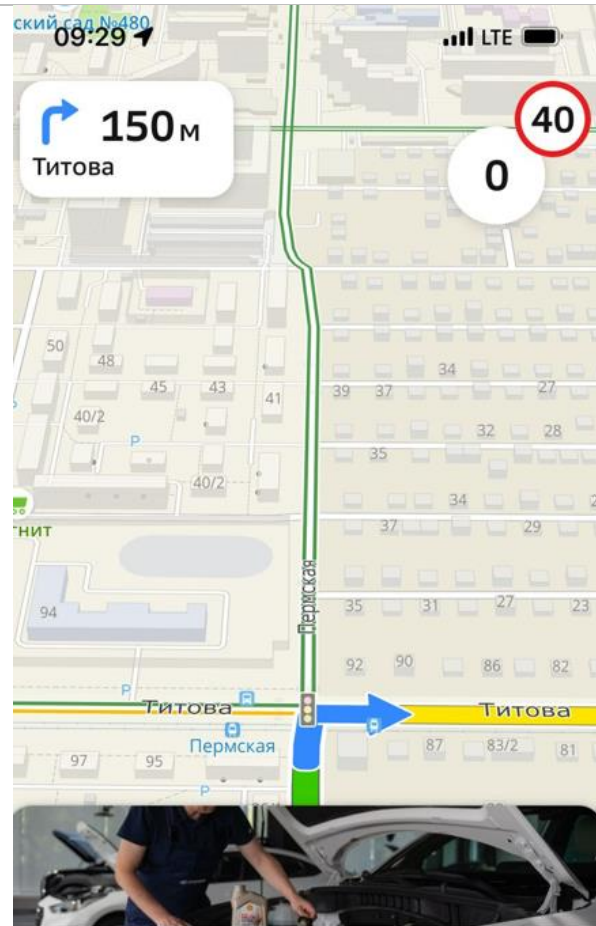 ский сад №480
09:29
LTE
150 м
Титова
40
0
50
48
45
43
41
39
37
34
27
40/2
P
35
32
28
40/2
34
гнит
37
29
Пермская
94
35
31
27
23
92
90
86
82
P
Титова
Титова
Пермская
97
95
87
83/2
81
P